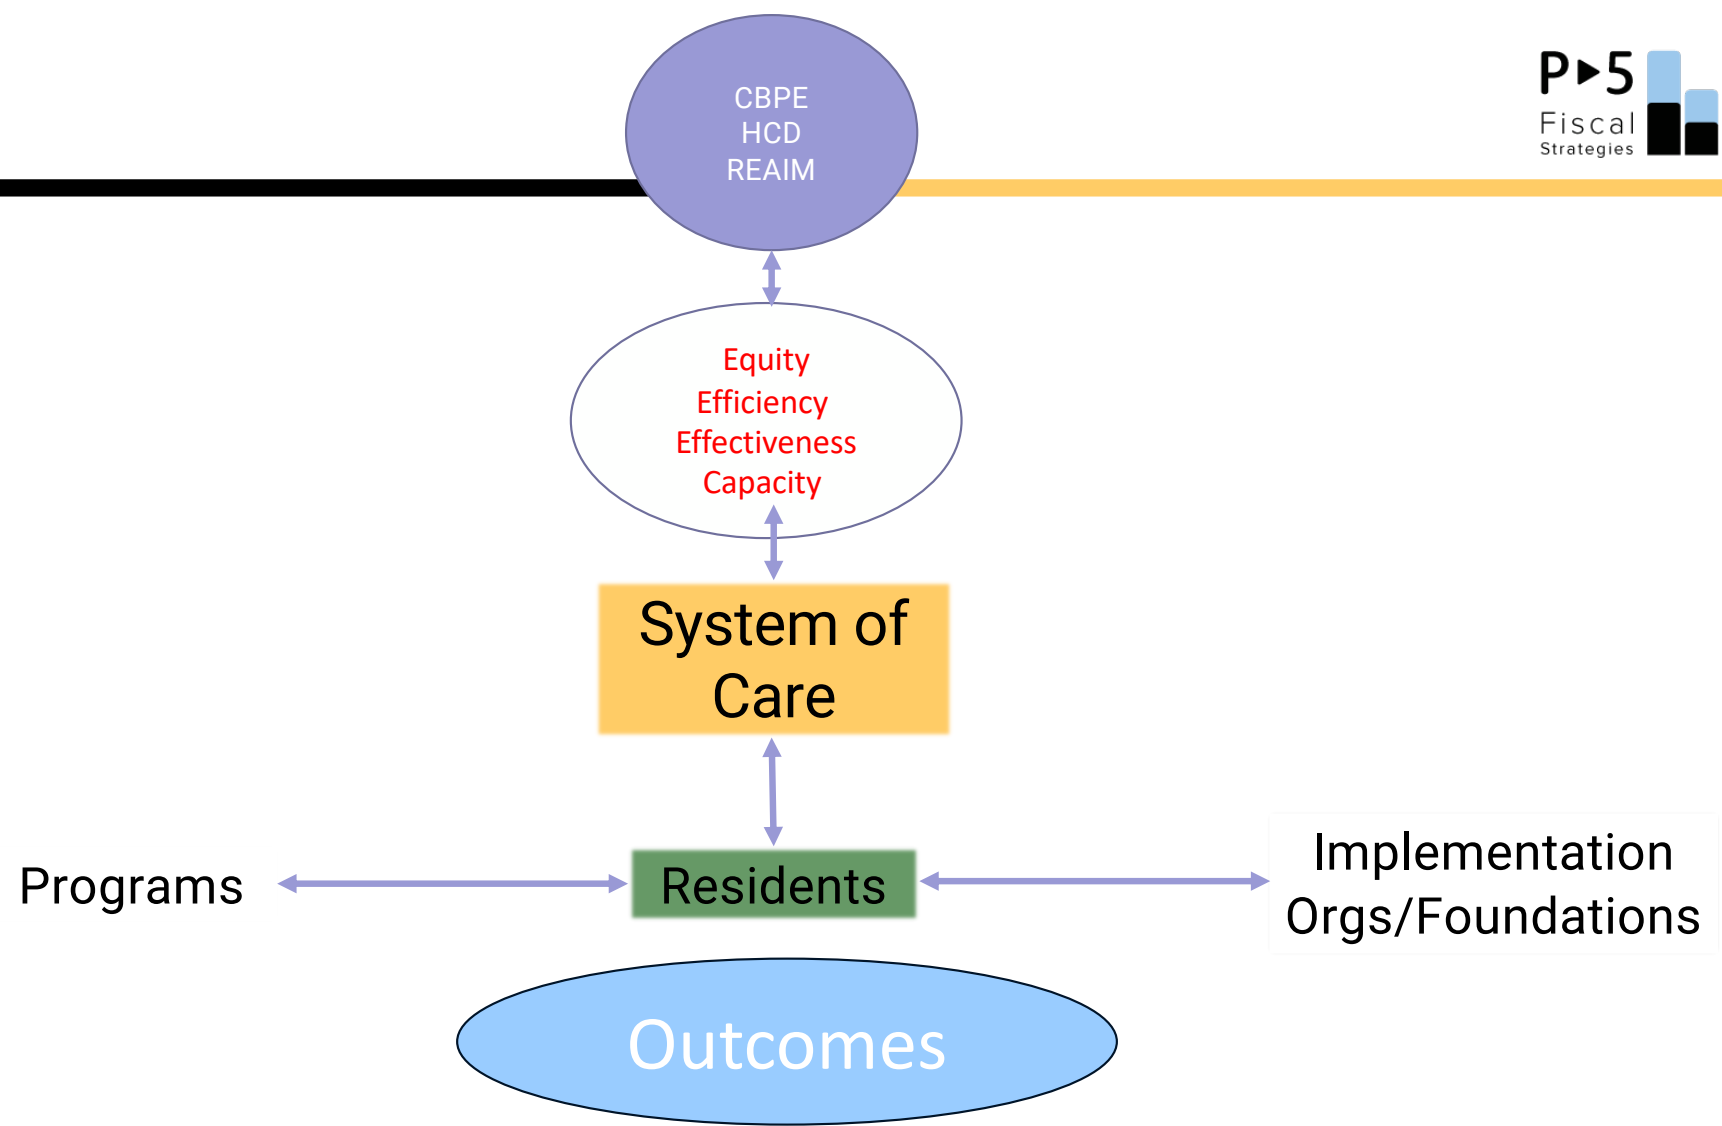 CBPE
HCD
REAIM
P▶5
Fiscal
Strategies
Equity
Efficiency
Effectiveness
Capacity
System of
Care
Programs
Residents
Implementation
Orgs/Foundations
Outcomes